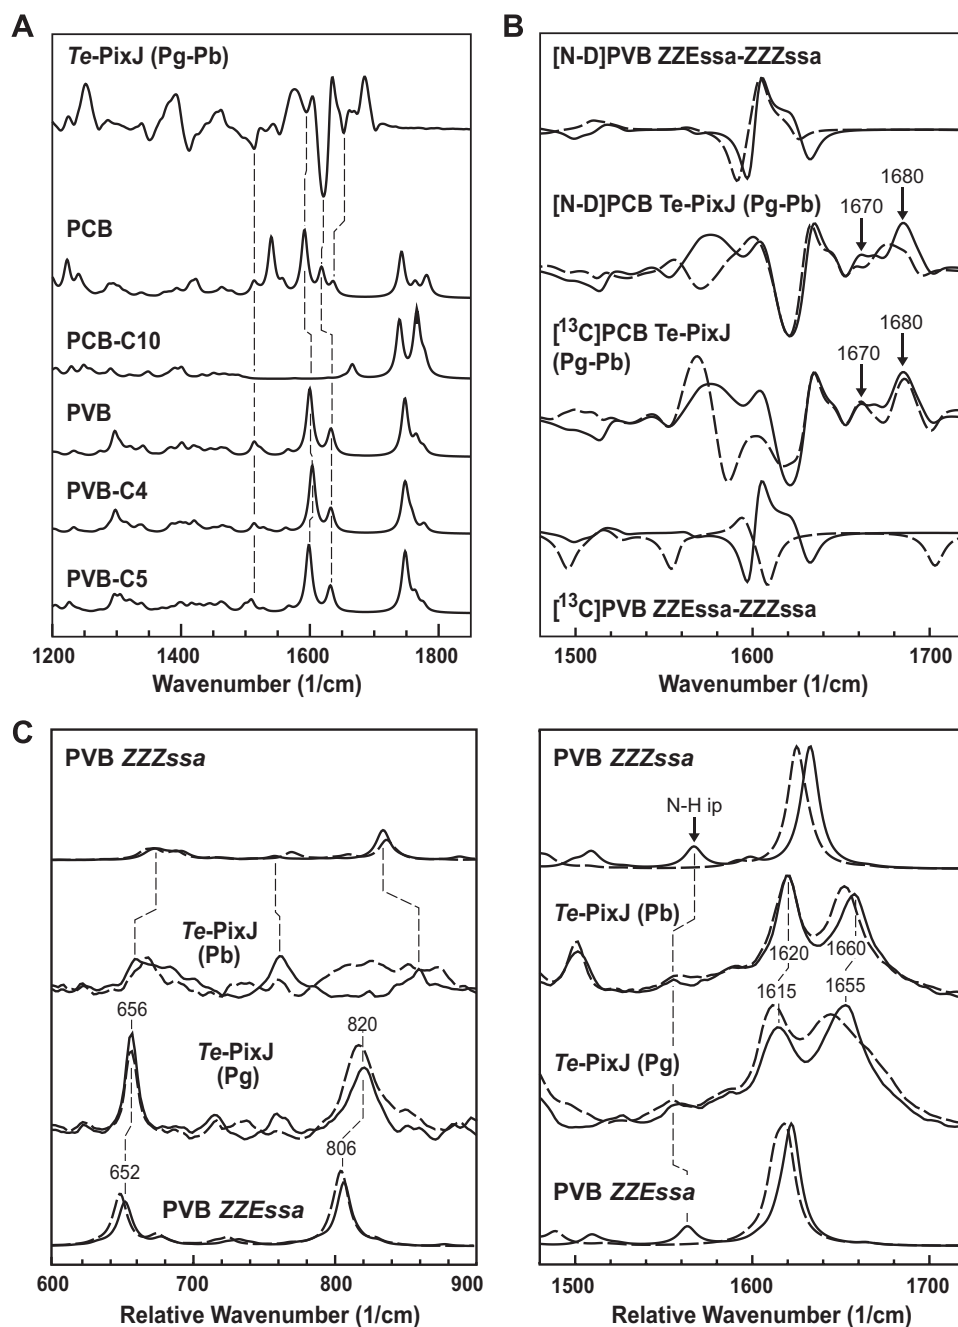 A
Te-PixJ (Pg-Pb)
PCB
PCB-C10
PVB
PVB-C4
PVB-C5
1200 1400 1600 1800
Wavenumber (1/cm)
B
[N-D]PVB ZZEssa-ZZZssa
[N-D]PCB Te-PixJ (Pg-Pb)
1670
1680
[¹³C]PCB Te-PixJ
(Pg-Pb)
1670
1680
[¹³C]PVB ZZEssa-ZZZssa
1500 1600 1700
Wavenumber (1/cm)
C
PVB ZZZssa
Te-PixJ
(Pb)
656
Te-PixJ
(Pg)
820
652
806
PVB ZZEssa
600 700 800 900
Relative Wavenumber (1/cm)
PVB ZZZssa
N-H ip
Te-PixJ (Pb)
1620
1660
1615
1655
Te-PixJ (Pg)
PVB ZZEssa
1500 1600 1700
Relative Wavenumber (1/cm)